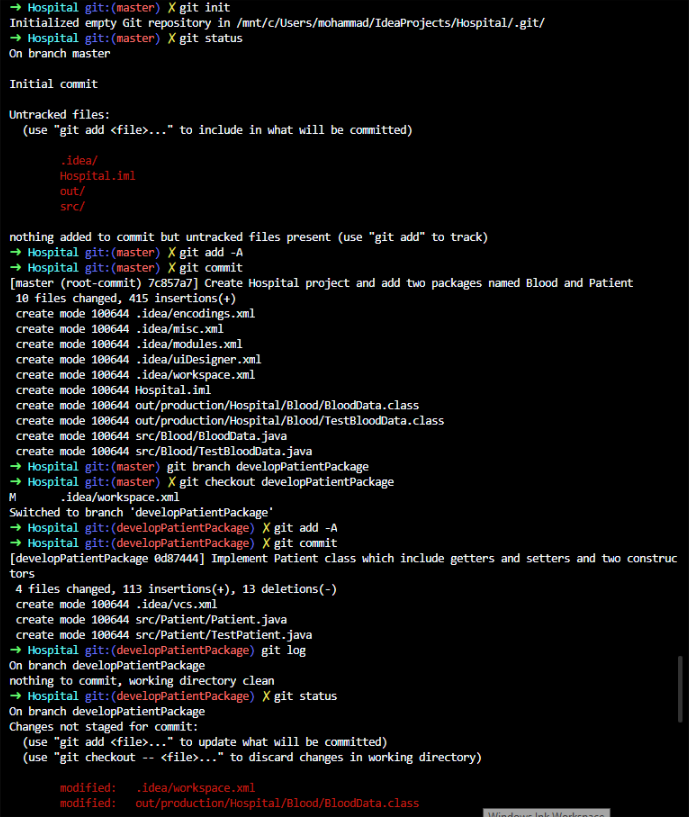 → Hospital git:(master) ✗ git init
Initialized empty Git repository in /mnt/c/Users/mohammad/IdeaProjects/Hospital/.git/
→ Hospital git:(master) ✗ git status
On branch master
Initial commit
Untracked files:
(use "git add <file>..." to include in what will be committed)
.idea/
Hospital.iml
out/
src/
nothing added to commit but untracked files present (use "git add" to track)
→ Hospital git:(master) ✗ git add -A
→ Hospital git:(master) ✗ git commit
[master (root-commit) 7c857a7] Create Hospital project and add two packages named Blood and Patient
10 files changed, 415 insertions(+)
create mode 100644 .idea/encodings.xml
create mode 100644 .idea/misc.xml
create mode 100644 .idea/modules.xml
create mode 100644 .idea/uiDesigner.xml
create mode 100644 .idea/workspace.xml
create mode 100644 Hospital.iml
create mode 100644 out/production/Hospital/Blood/BloodData.class
create mode 100644 out/production/Hospital/Blood/TestBloodData.class
create mode 100644 src/Blood/BloodData.java
create mode 100644 src/Blood/TestBloodData.java
→ Hospital git:(master) git branch developPatientPackage
→ Hospital git:(master) ✗ git checkout developPatientPackage
M .idea/workspace.xml
Switched to branch 'developPatientPackage'
→ Hospital git:(developPatientPackage) ✗ git add -A
→ Hospital git:(developPatientPackage) ✗ git commit
[developPatientPackage 0d87444] Implement Patient class which include getters and setters and two construc
tors
4 files changed, 113 insertions(+), 13 deletions(-)
create mode 100644 .idea/vcs.xml
create mode 100644 src/Patient/Patient.java
create mode 100644 src/Patient/TestPatient.java
→ Hospital git:(developPatientPackage) git log
On branch developPatientPackage
nothing to commit, working directory clean
→ Hospital git:(developPatientPackage) ✗ git status
On branch developPatientPackage
Changes not staged for commit:
(use "git add <file>..." to update what will be committed)
(use "git checkout -- <file>..." to discard changes in working directory)
modified: .idea/workspace.xml
modified: out/production/Hospital/Blood/BloodData.class
Windows Ink Workspace